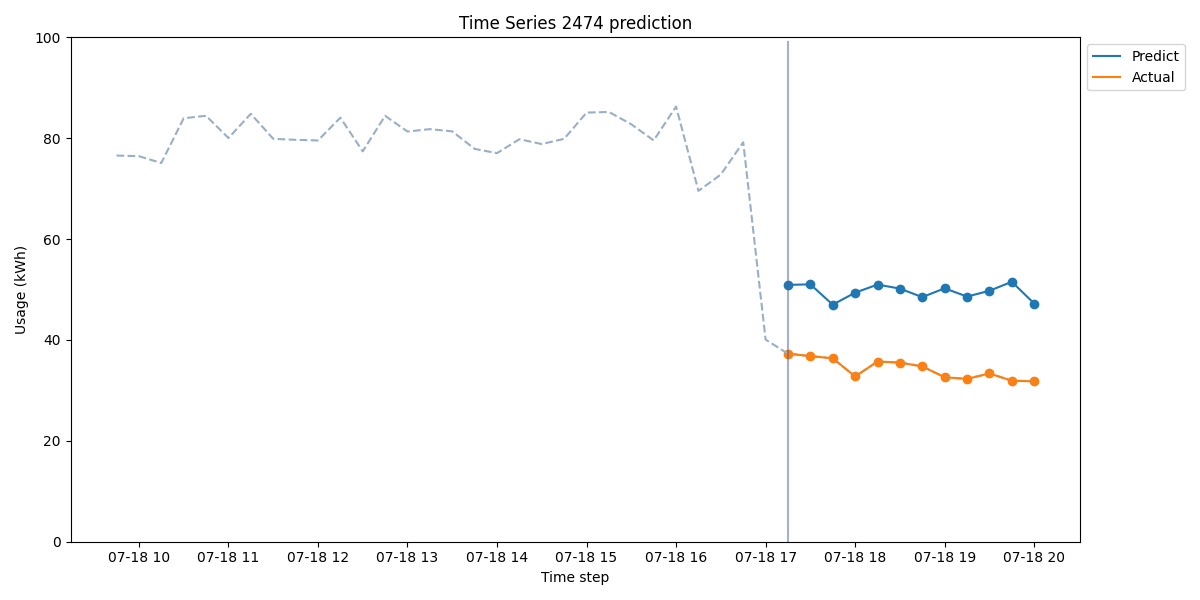 Time Series 2474 prediction
Predict
Actual
Usage (kWh)
100
80
60
40
20
0
07-18 10 07-18 11 07-18 12 07-18 13 07-18 14 07-18 15 07-18 16 07-18 17 07-18 18 07-18 19 07-18 20
Time step